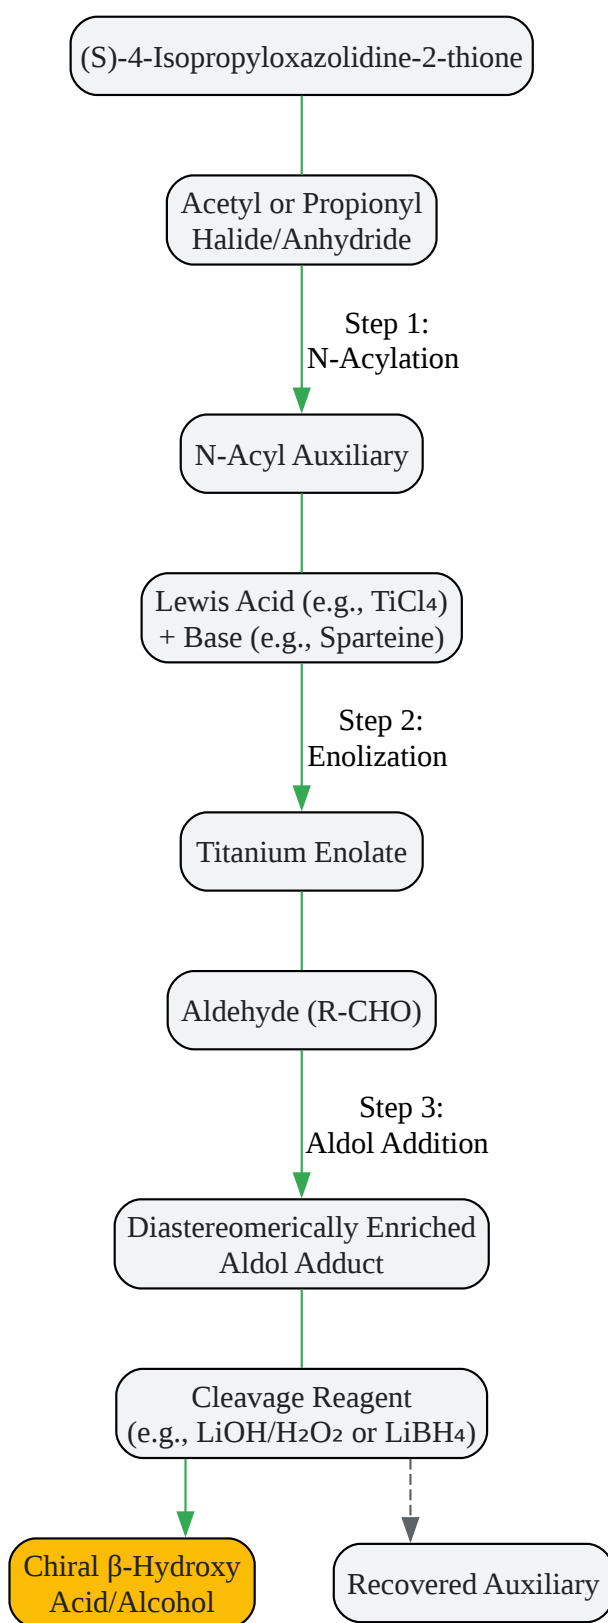 (S)-4-Isopropyloxazolidine-2-thione
Acetyl or Propionyl
Halide/Anhydride
Step 1:
N-Acylation
N-Acyl Auxiliary
Lewis Acid (e.g., TiCl₄)
+ Base (e.g., Sparteine)
Step 2:
Enolization
Titanium Enolate
Aldehyde (R-CHO)
Step 3:
Aldol Addition
Diastereomerically Enriched
Aldol Adduct
Cleavage Reagent
(e.g., LiOH/H₂O₂ or LiBH₄)
Chiral β-Hydroxy
Acid/Alcohol
Recovered Auxiliary